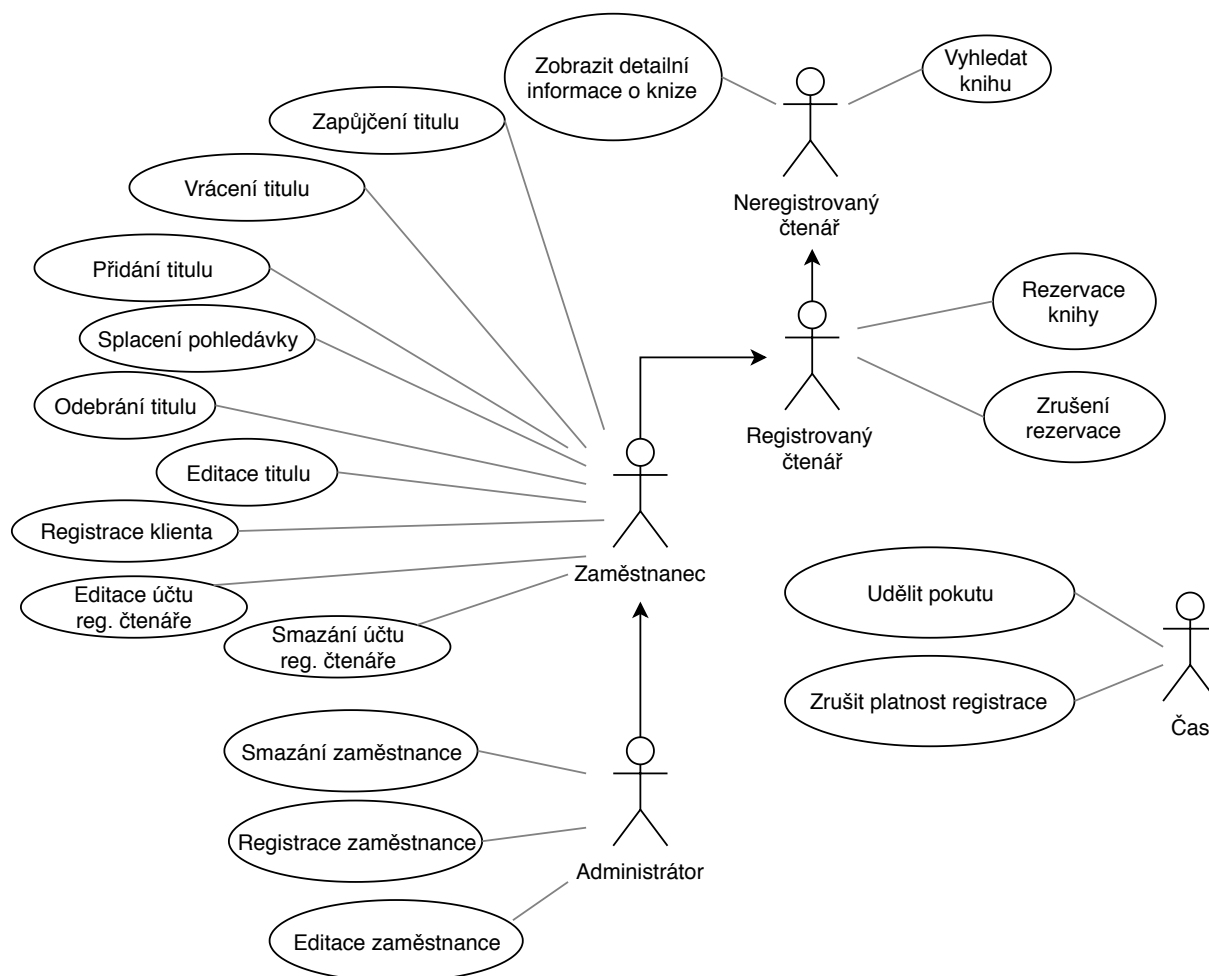 Zobrazit detailní
informace o knize
Vyhledat
knihu
Zapůjčení titulu
Vrácení titulu
Neregistrovaný
čtenář
Přidání titulu
Rezervace
knihy
Splacení pohledávky
Odebrání titulu
Zrušení
rezervace
Registrovaný
čtenář
Editace titulu
Registrace klienta
Zaměstnanec
Editace účtu
reg. čtenáře
Udělit pokutu
Smazání účtu
reg. čtenáře
Zrušit platnost registrace
Čas
Smazání zaměstnance
Registrace zaměstnance
Administrátor
Editace zaměstnance